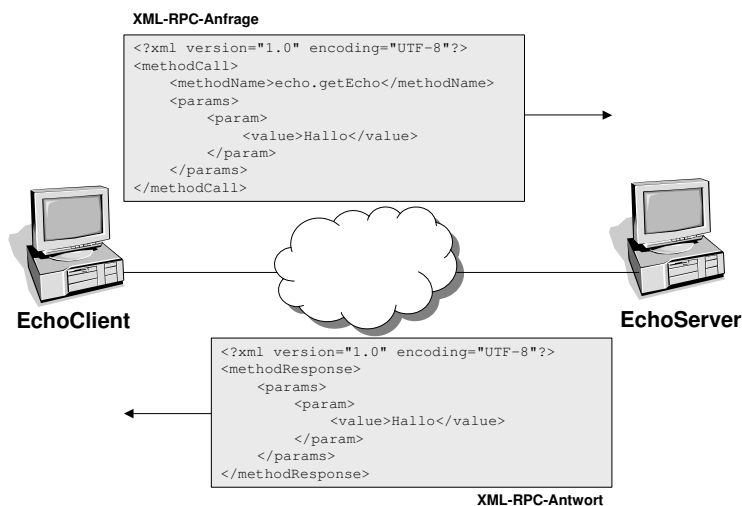 XML-RPC-Anfrage
<?xml version="1.0" encoding="UTF-8"?>
<methodCall>
    <methodName>echo.getEcho</methodName>
    <params>
        <param>
            <value>Hallo</value>
        </param>
    </params>
</methodCall>
EchoClient
EchoServer
<?xml version="1.0" encoding="UTF-8"?>
<methodResponse>
    <params>
        <param>
            <value>Hallo</value>
        </param>
    </params>
</methodResponse>
XML-RPC-Antwort